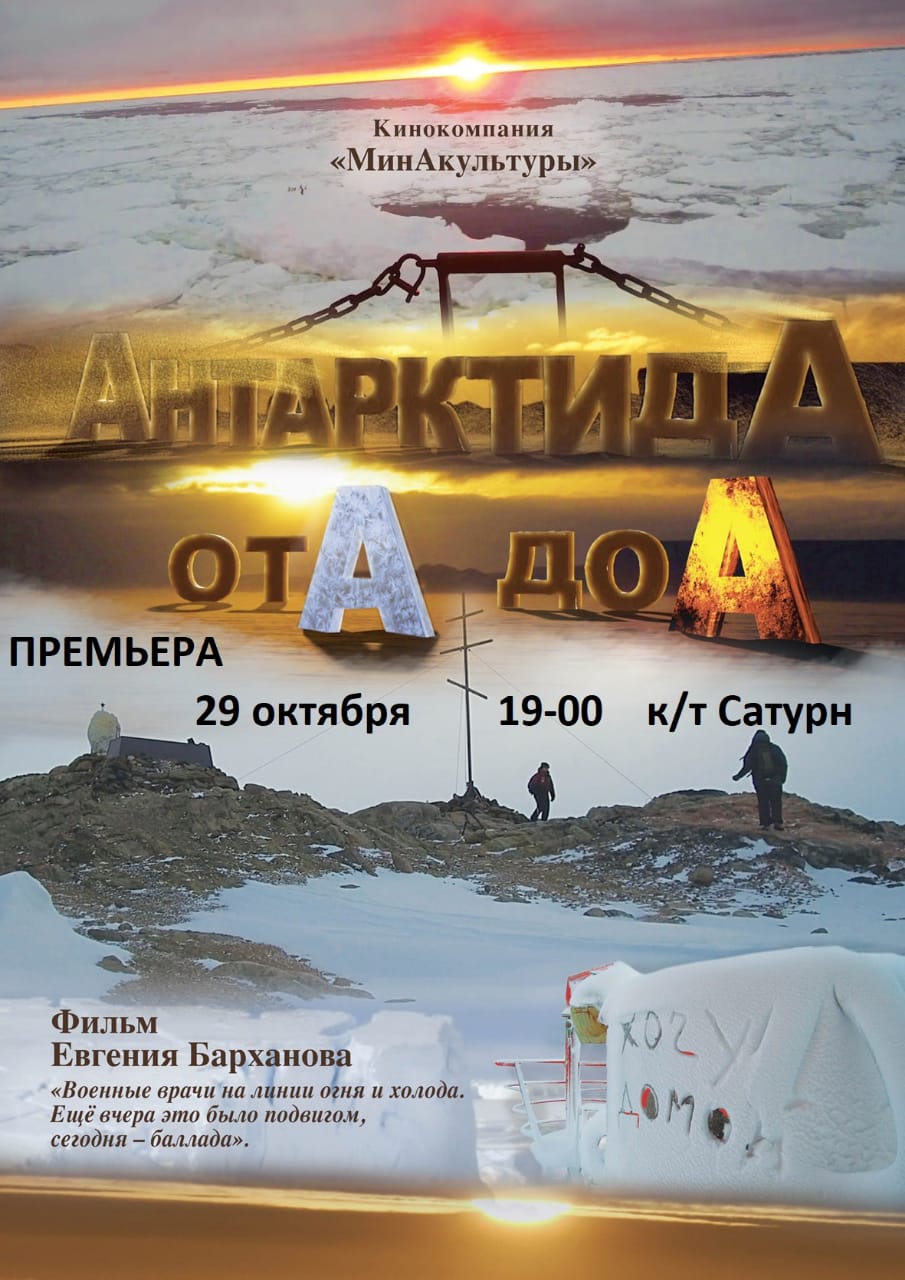 Кинокомпания
«МинАкультуры»
АНТАРКТИДА
от А до А
ПРЕМЬЕРА
29 октября 19-00 к/т Сатурн
ХОЧУ
ДОМОЙ
Фильм
Евгения Барханова
«Военные врачи на линии огня и холода.
Ещё вчера это было подвигом,
сегодня – баллада».